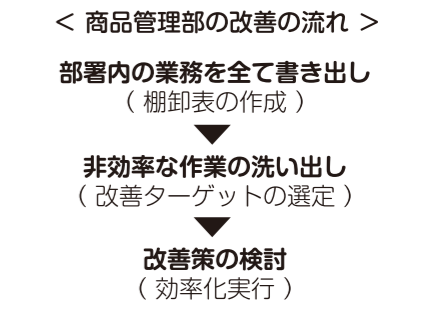 ＜ 商品管理部の改善の流れ ＞
部署内の業務を全て書き出し
（ 棚卸表の作成 ）
非効率な作業の洗い出し
（ 改善ターゲットの選定 ）
改善策の検討
（ 効率化実行 ）